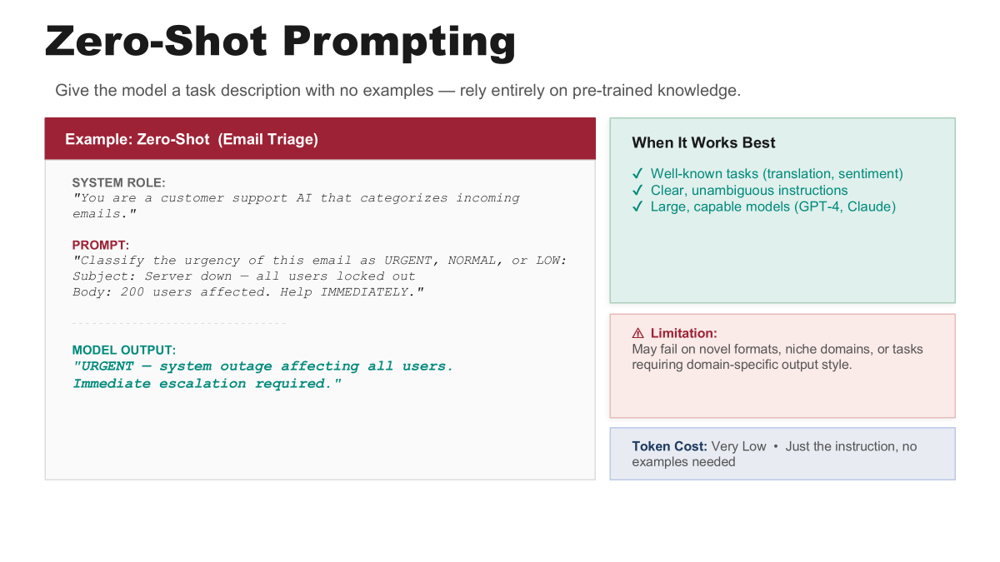 Zero-Shot Prompting
Give the model a task description with no examples — rely entirely on pre-trained knowledge.
Example: Zero-Shot  (Email Triage)
SYSTEM ROLE:
"You are a customer support AI that categorizes incoming
emails."
PROMPT:
"Classify the urgency of this email as URGENT, NORMAL, or LOW:
Subject: Server down — all users locked out
Body: 200 users affected. Help IMMEDIATELY."
------------------------------
MODEL OUTPUT:
"URGENT — system outage affecting all users.
Immediate escalation required."
When It Works Best
✓ Well-known tasks (translation, sentiment)
✓ Clear, unambiguous instructions
✓ Large, capable models (GPT-4, Claude)
⚠ Limitation:
May fail on novel formats, niche domains, or tasks
requiring domain-specific output style.
Token Cost: Very Low • Just the instruction, no
examples needed